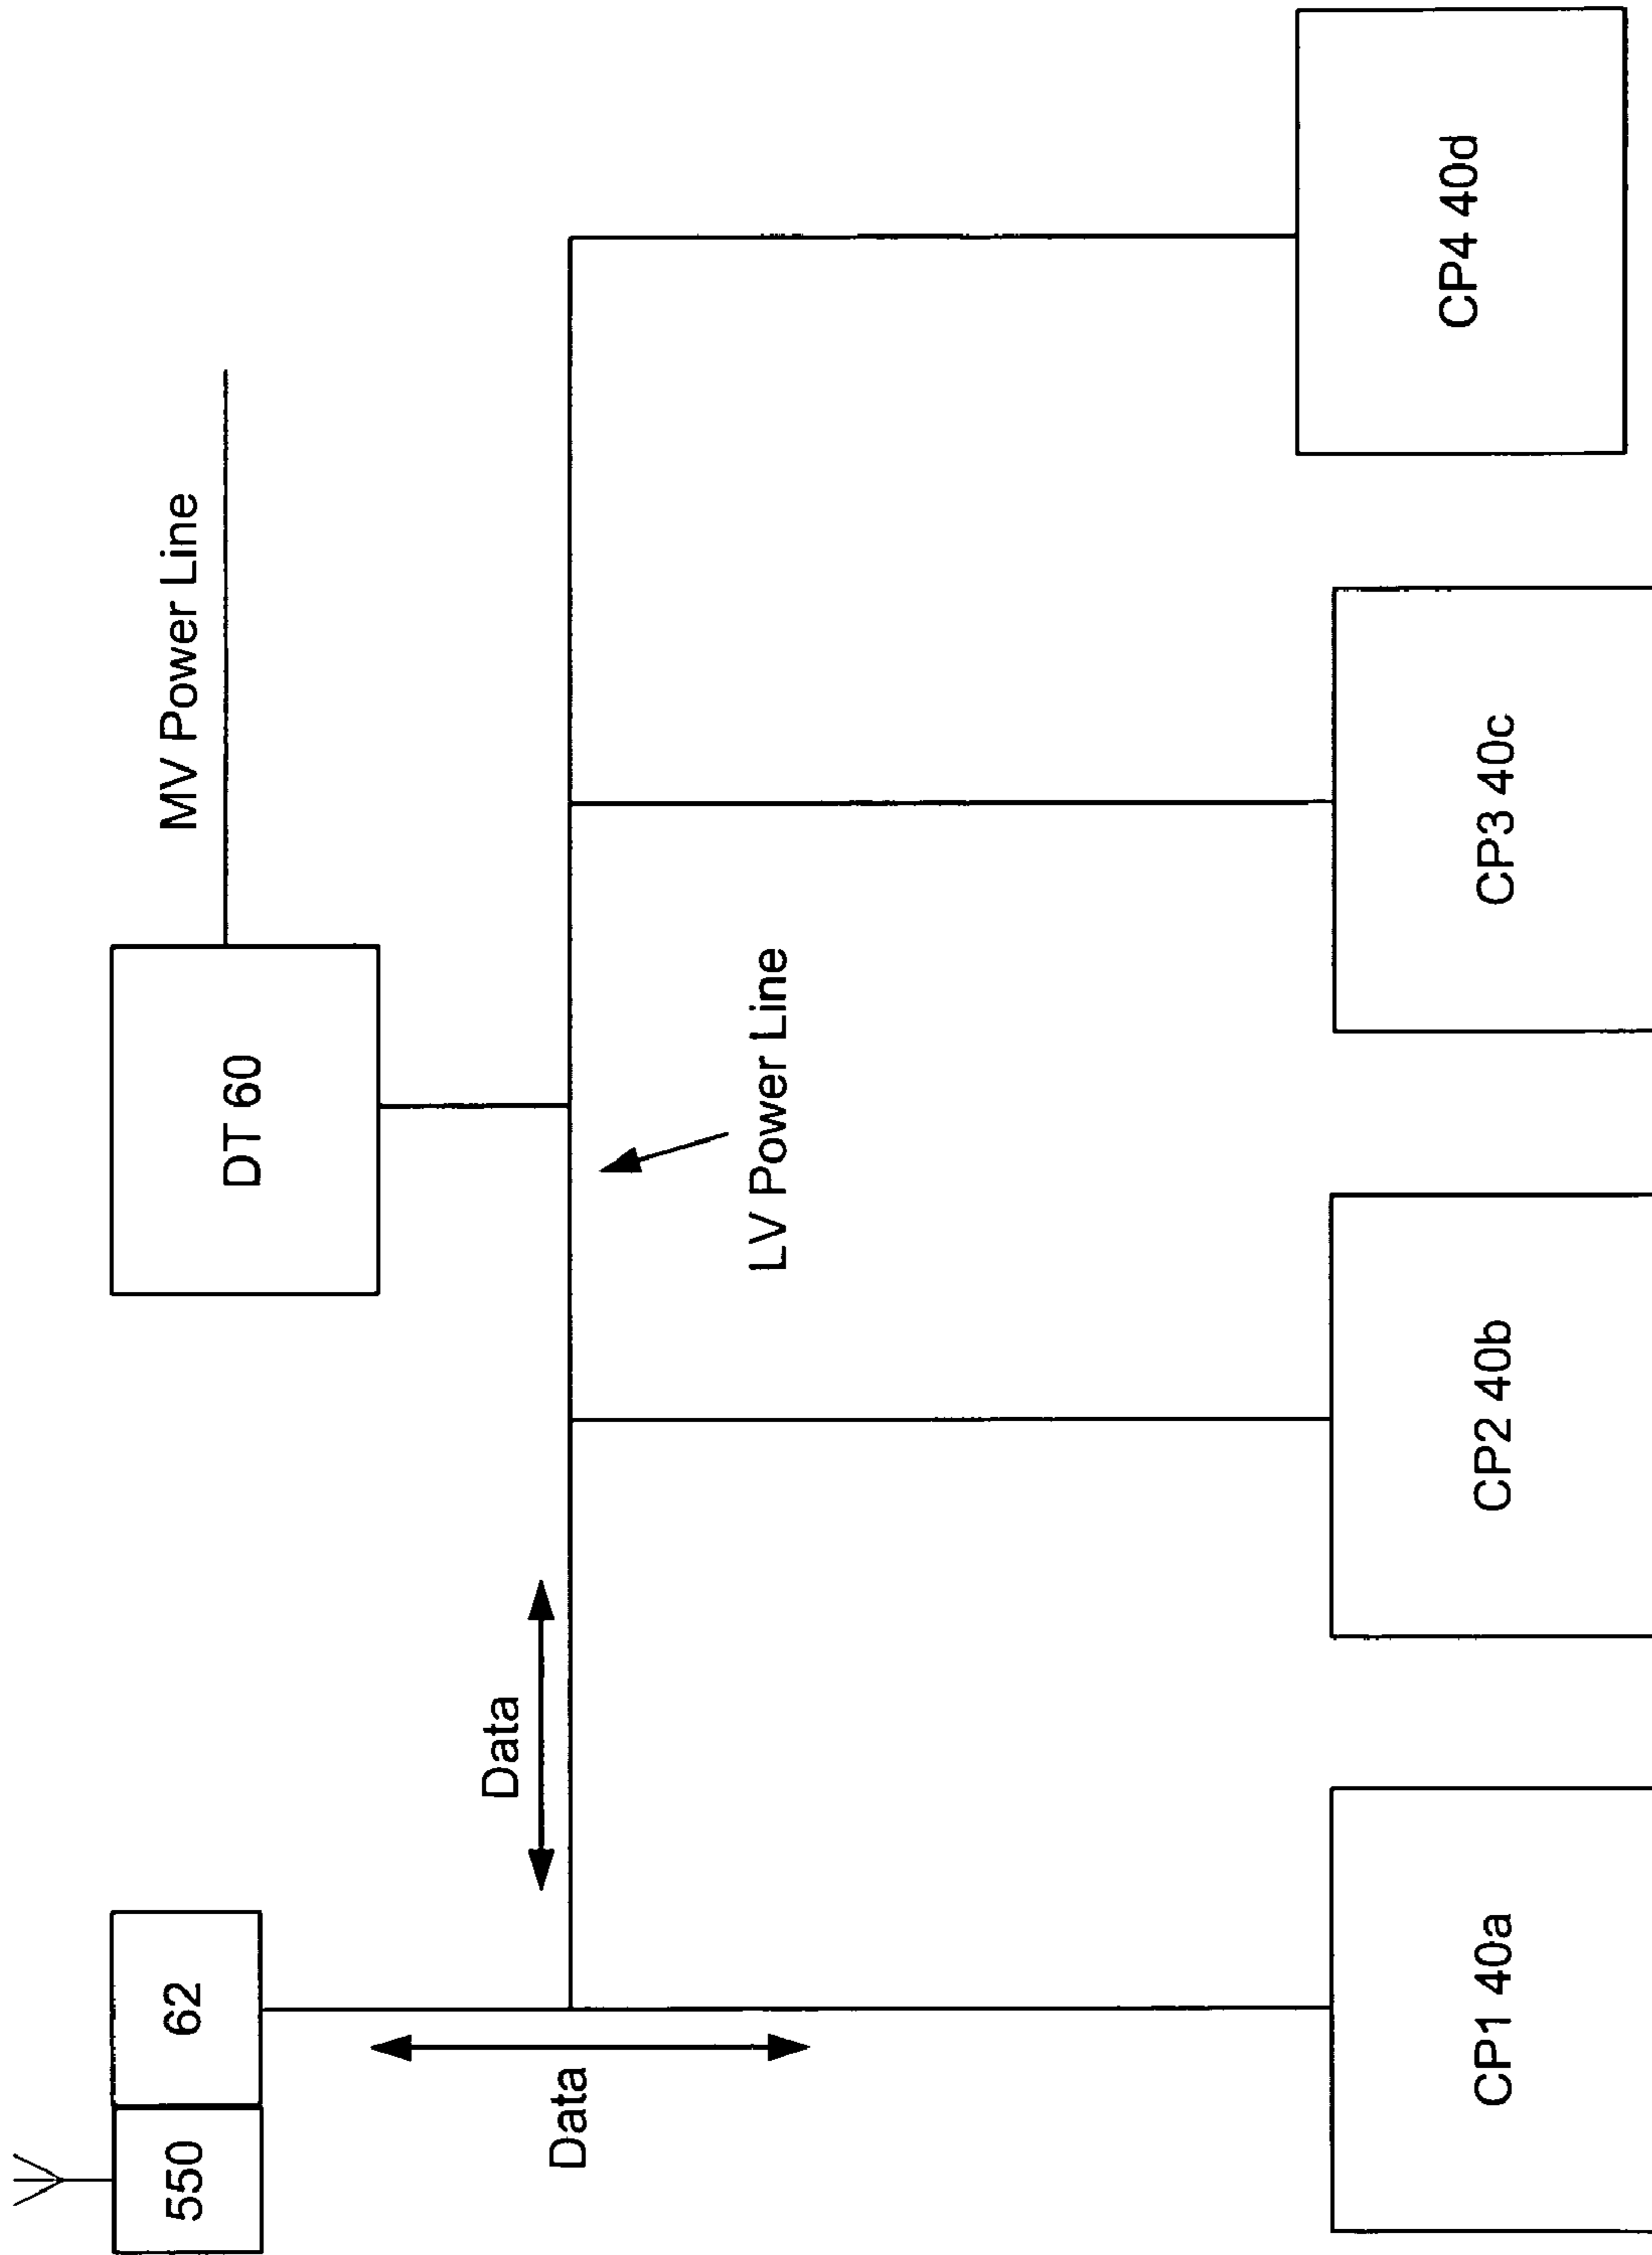 MV Power Line
DT 60
LV Power Line
550
62
Data
Data
CP1 40a
CP2 40b
CP3 40c
CP4 40d